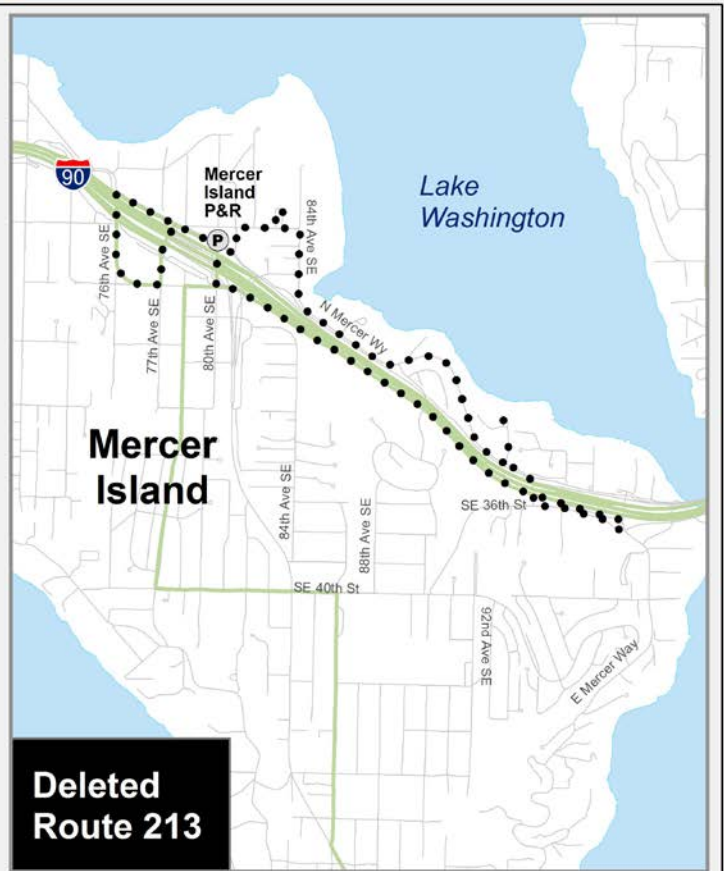 90
Mercer
Island
P&R
P
Lake
Washington
84th Ave SE
76th Ave SE
77th Ave SE
80th Ave SE
N Mercer Wy
Mercer
Island
84th Ave SE
88th Ave SE
SE 36th St
SE 40th St
92nd Ave SE
E Mercer Way
Deleted
Route 213